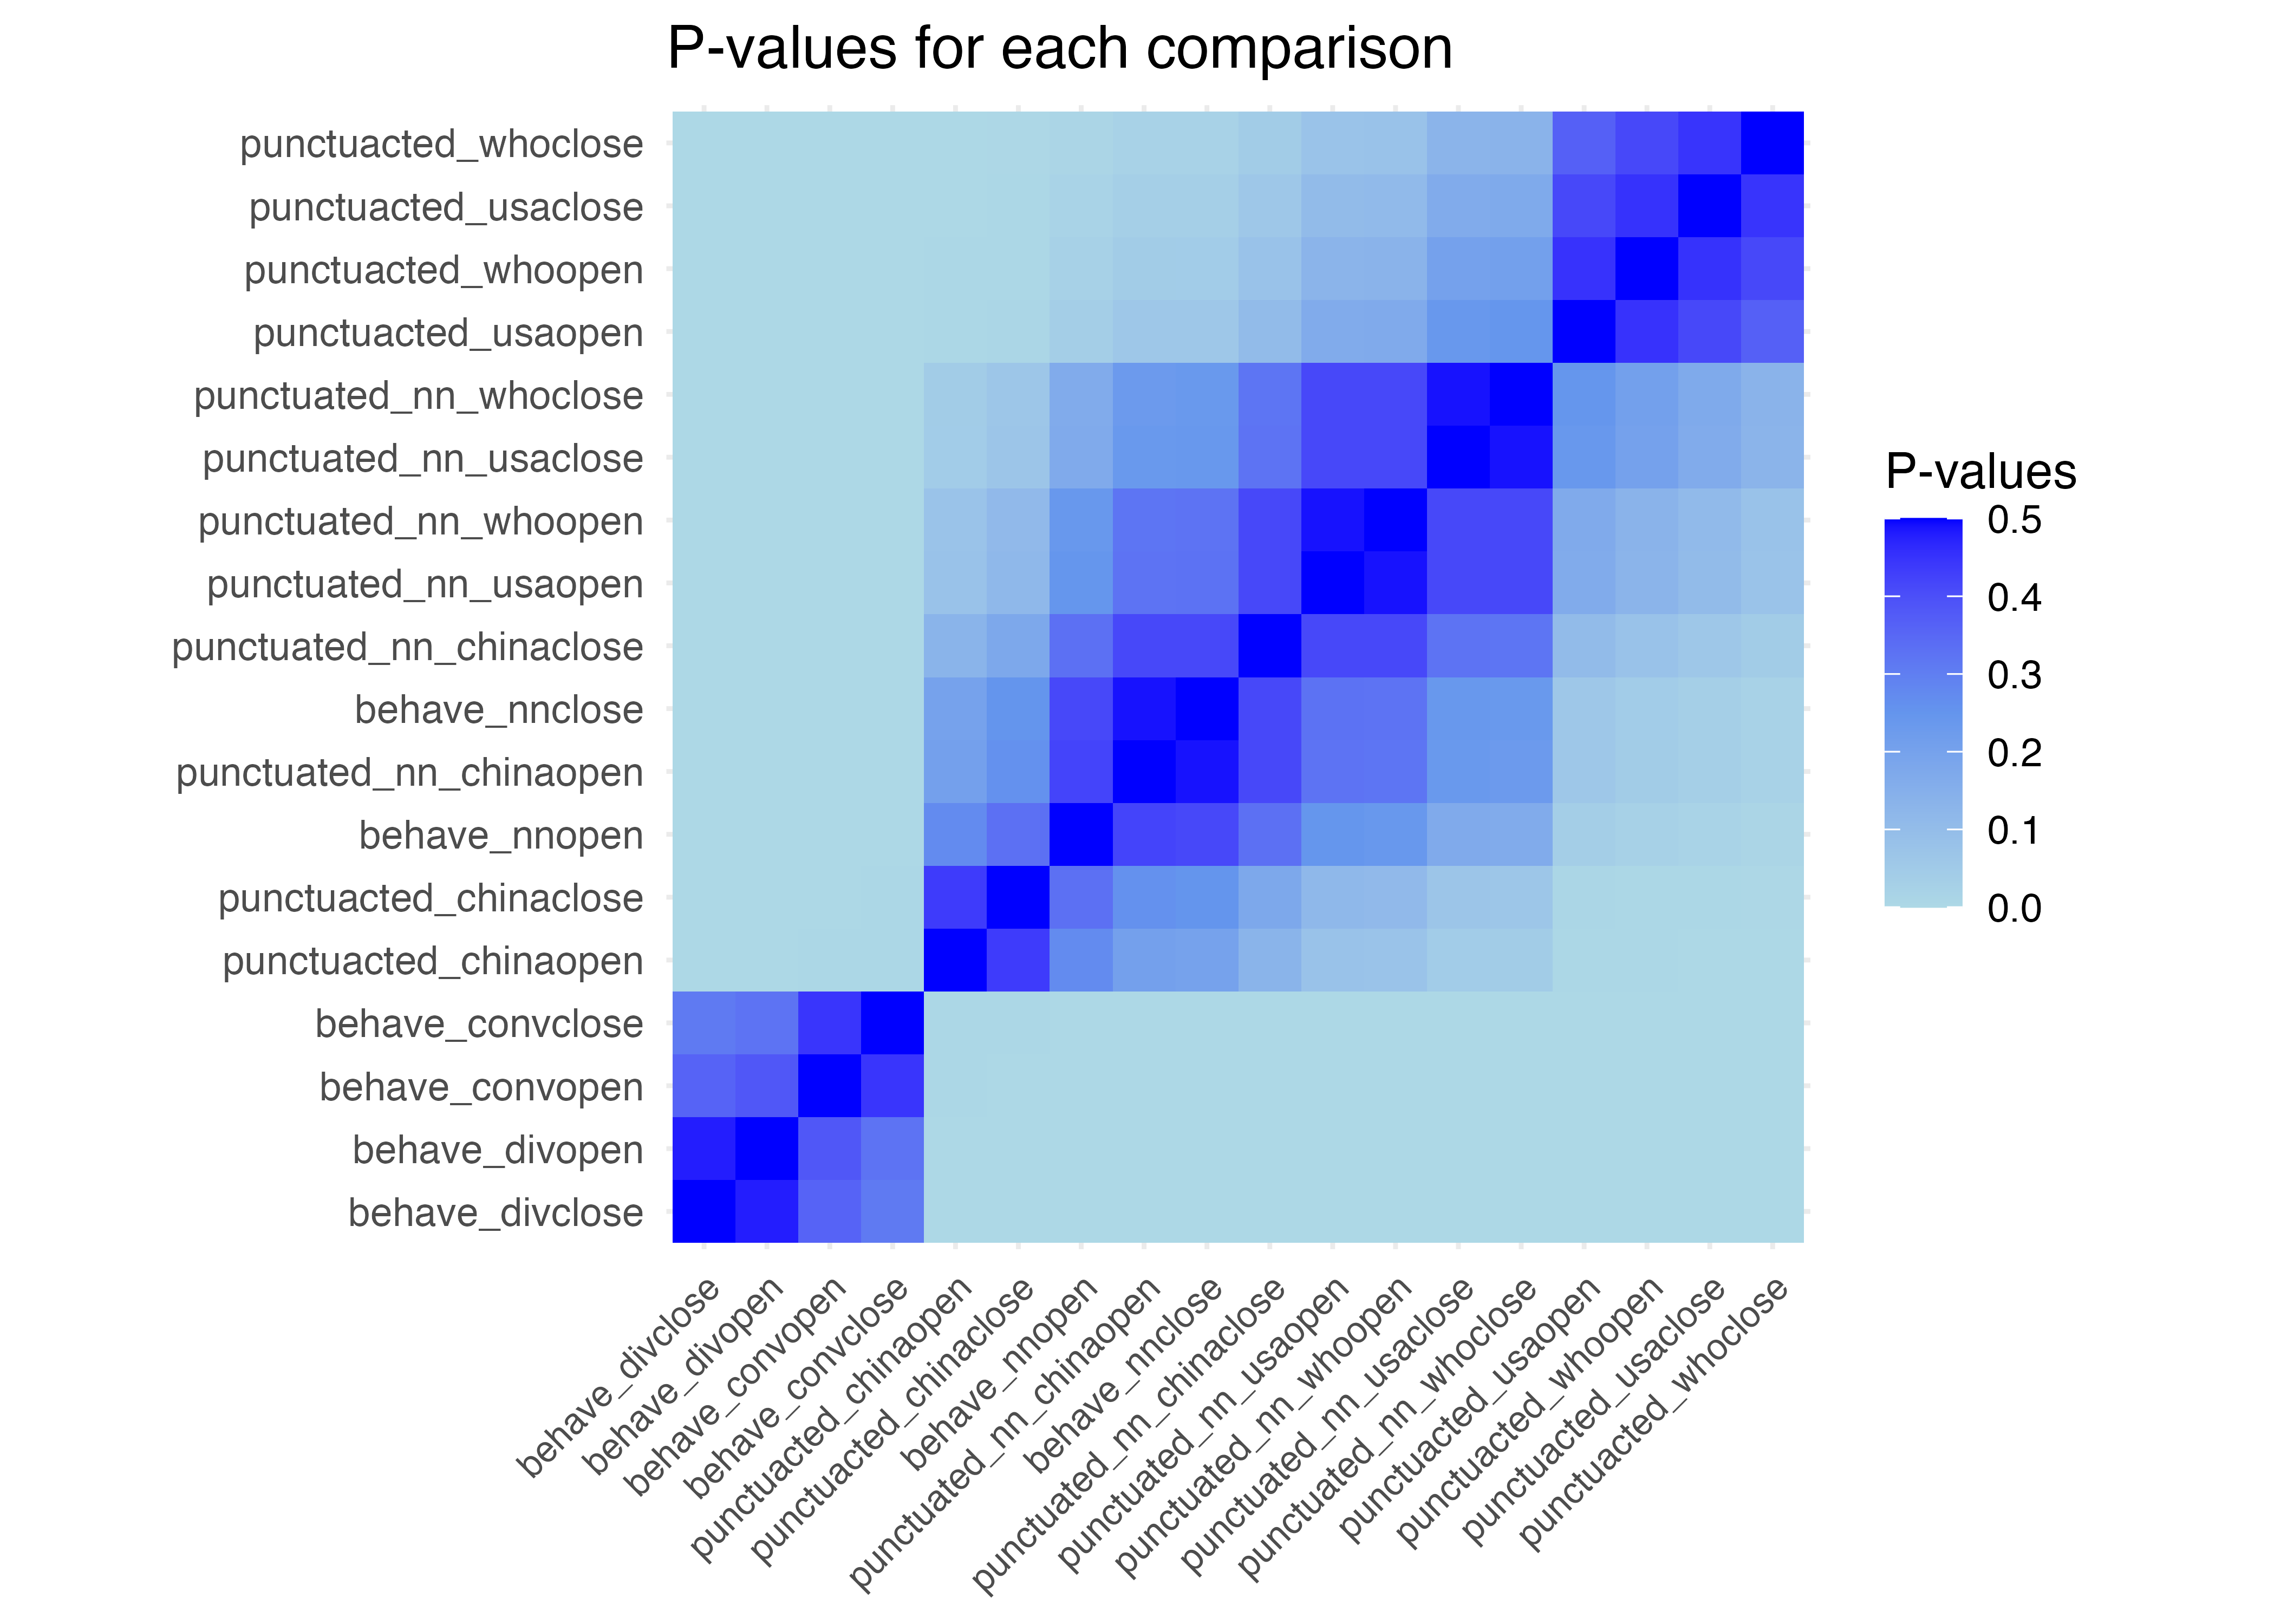 P-values for each comparison
punctuacted_whoclose
punctuacted_usaclose
punctuacted_whoopen
punctuacted_usaopen
punctuated_nn_whoclose
punctuated_nn_usaclose
punctuated_nn_whoopen
punctuated_nn_usaopen
punctuated_nn_chinaclose
behave_nnclose
punctuated_nn_chinaopen
behave_nnopen
punctuacted_chinaclose
punctuacted_chinaopen
behave_convclose
behave_convopen
behave_divopen
behave_divclose
behave_divclose
behave_divopen
behave_convopen
behave_convclose
punctuacted_chinaopen
punctuacted_chinaclose
behave_nnopen
punctuated_nn_chinaopen
behave_nnclose
punctuated_nn_chinaclose
punctuated_nn_usaopen
punctuated_nn_whoopen
punctuated_nn_usaclose
punctuated_nn_whoclose
punctuacted_usaopen
punctuacted_whoopen
punctuacted_usaclose
punctuacted_whoclose
P-values
0.5
0.4
0.3
0.2
0.1
0.0